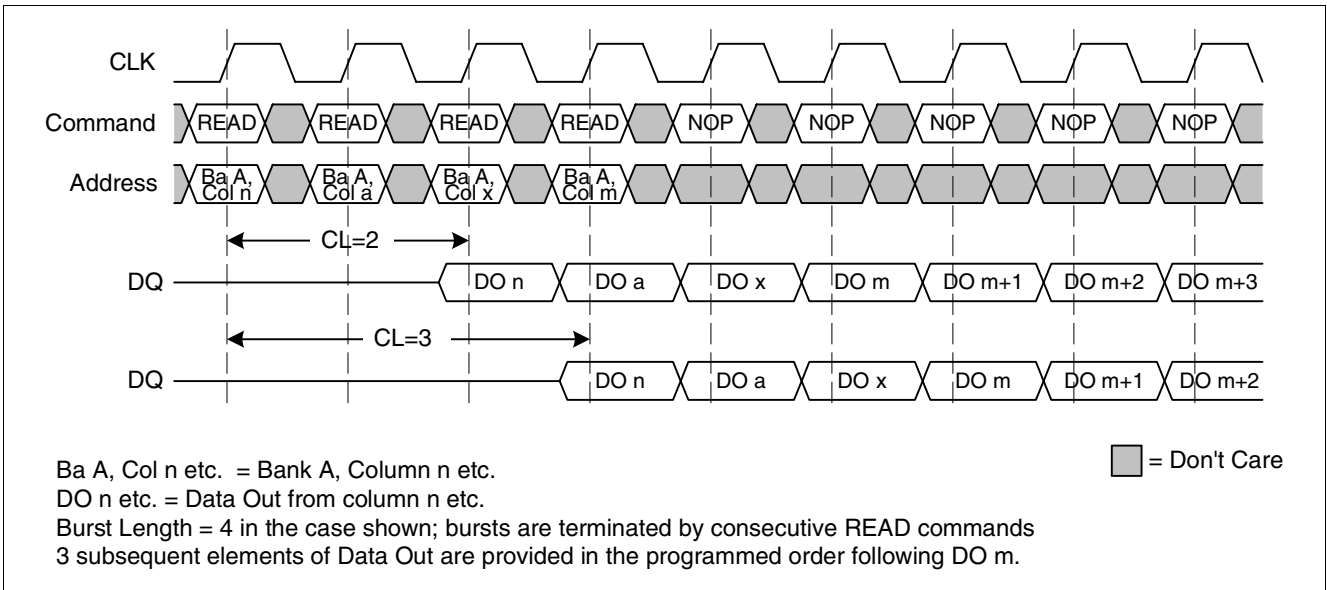 CLK
Command READ READ READ READ NOP NOP NOP NOP NOP
Address Ba A, Col n Ba A, Col a Ba A, Col x Ba A, Col m
CL=2
DQ DO n DO a DO x DO m DO m+1 DO m+2 DO m+3
CL=3
DQ DO n DO a DO x DO m DO m+1 DO m+2
= Don't Care
Ba A, Col n etc. = Bank A, Column n etc.
DO n etc. = Data Out from column n etc.
Burst Length = 4 in the case shown; bursts are terminated by consecutive READ commands
3 subsequent elements of Data Out are provided in the programmed order following DO m.